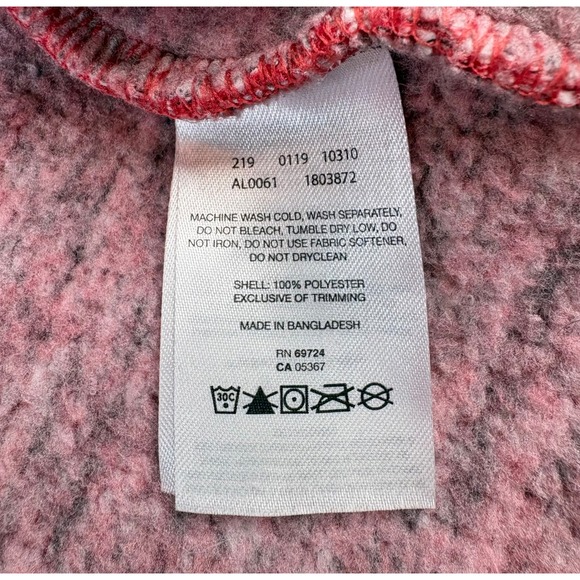 219 0119 10310
AL0061 1803872
MACHINE WASH COLD, WASH SEPARATELY,
DO NOT BLEACH, TUMBLE DRY LOW, DO
NOT IRON, DO NOT USE FABRIC SOFTENER,
DO NOT DRYCLEAN
SHELL: 100% POLYESTER
EXCLUSIVE OF TRIMMING
MADE IN BANGLADESH
RN 69724
CA 05367
30C